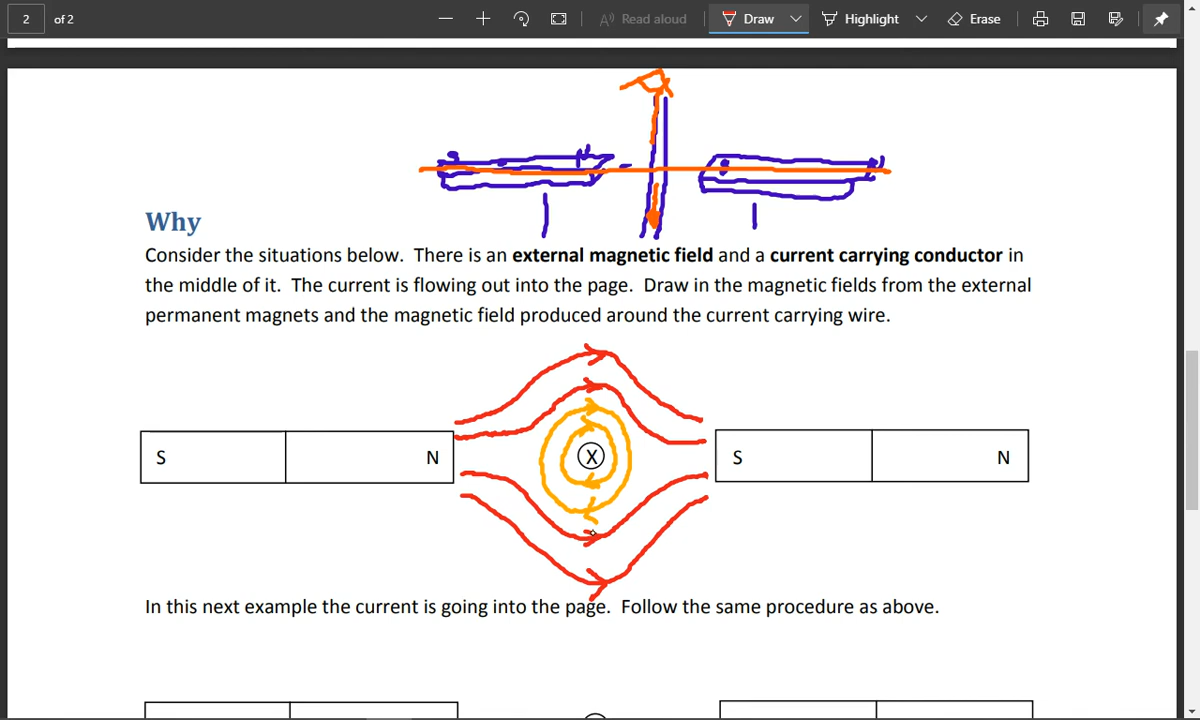 2 of 2 Read aloud Draw Highlight Erase
S N S N
Why
Consider the situations below. There is an external magnetic field and a current carrying conductor in
the middle of it. The current is flowing out into the page. Draw in the magnetic fields from the external
permanent magnets and the magnetic field produced around the current carrying wire.
S N X S N
In this next example the current is going into the page. Follow the same procedure as above.